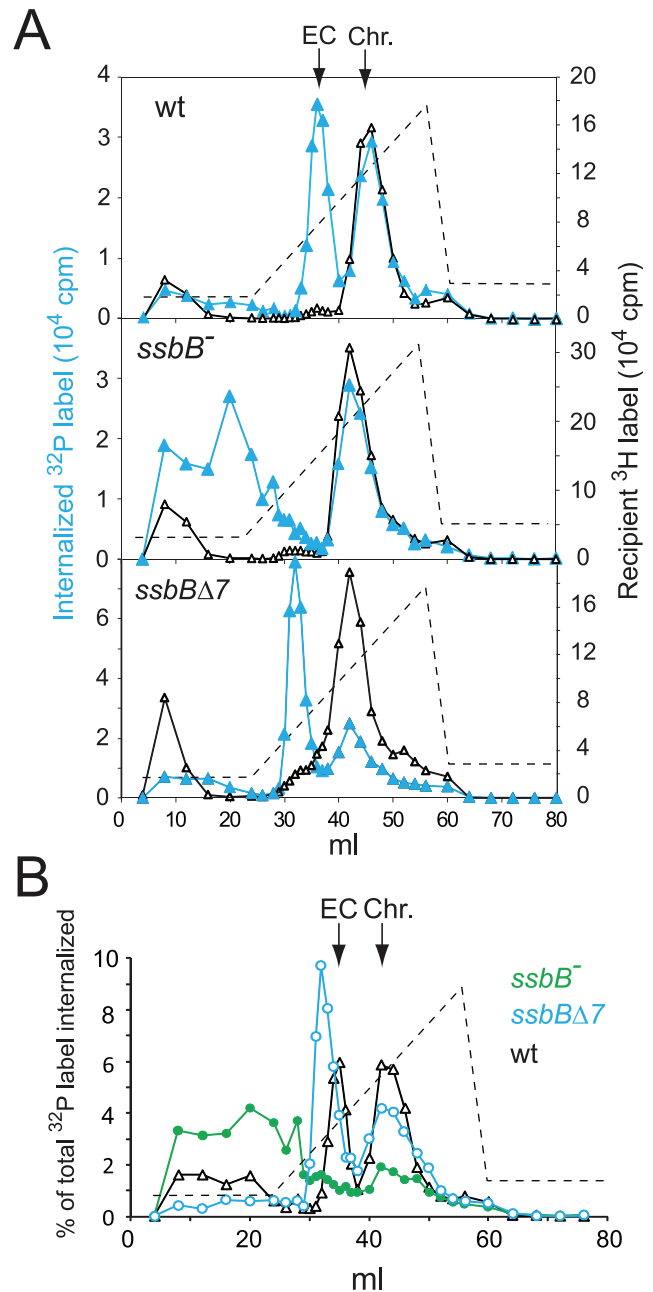 A
EC Chr.
wt
4
3
2
1
0
20
16
12
8
4
0
ssbB⁻
3
2
1
0
30
20
10
0
ssbBΔ7
6
4
2
0
16
12
8
4
0
0 10 20 30 40 50 60 70 80
ml
Internalized ³²P label (10⁴ cpm)
Recipient ³H label (10⁴ cpm)
B
EC Chr.
% of total ³²P label internalized
10
8
6
4
2
0
ssbB⁻
ssbBΔ7
wt
0 20 40 60 80
ml